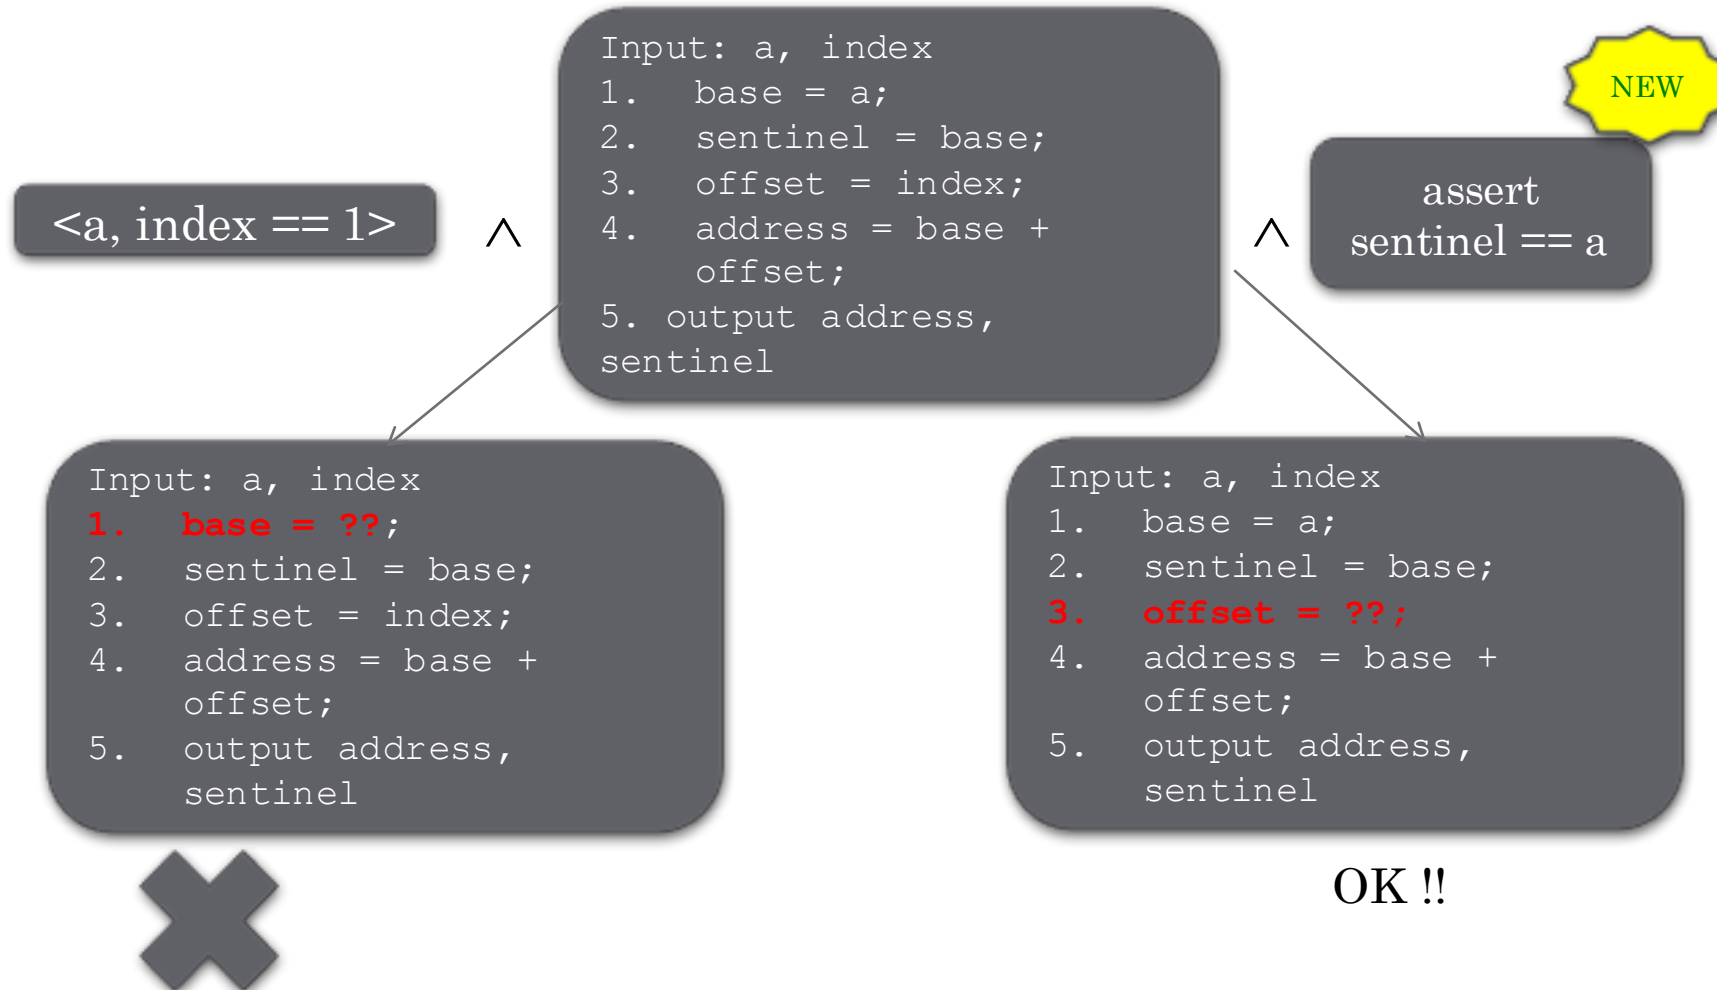 Input: a, index
1. base = a;
2. sentinel = base;
3. offset = index;
4. address = base +
offset;
5. output address,
sentinel
NEW
<a, index == 1>
∧
∧
assert
sentinel == a
Input: a, index
1. base = ??;
2. sentinel = base;
3. offset = index;
4. address = base +
offset;
5. output address,
sentinel
Input: a, index
1. base = a;
2. sentinel = base;
3. offset = ??;
4. address = base +
offset;
5. output address,
sentinel
OK !!